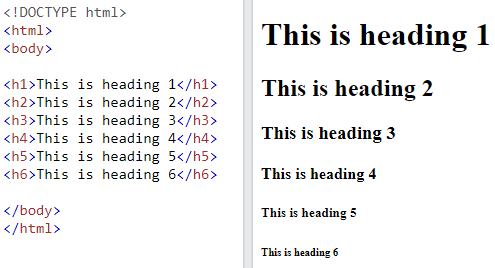 <!DOCTYPE html>
<html>
<body>
<h1>This is heading 1</h1>
<h2>This is heading 2</h2>
<h3>This is heading 3</h3>
<h4>This is heading 4</h4>
<h5>This is heading 5</h5>
<h6>This is heading 6</h6>
</body>
</html>
This is heading 1
This is heading 2
This is heading 3
This is heading 4
This is heading 5
This is heading 6